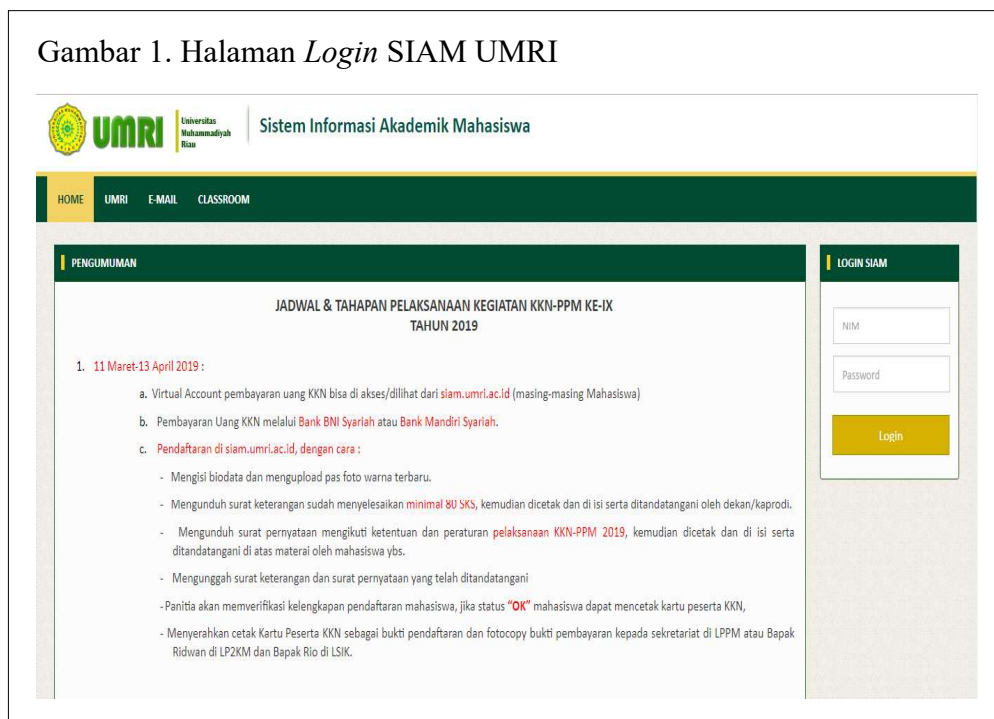 Gambar 1. Halaman Login SIAM UMRI
UMRI
Universitas
Muhammadiyah
Riau
Sistem Informasi Akademik Mahasiswa
HOME UMRI E-MAIL CLASSROOM
PENGUMUMAN
JADWAL & TAHAPAN PELAKSANAAN KEGIATAN KKN-PPM KE-IX
TAHUN 2019
1. 11 Maret-13 April 2019 :
a. Virtual Account pembayaran uang KKN bisa di akses/dilihat dari siam.umri.ac.id (masing-masing Mahasiswa)
b. Pembayaran Uang KKN melalui Bank BNI Syariah atau Bank Mandiri Syariah.
c. Pendaftaran di siam.umri.ac.id, dengan cara :
- Mengisi biodata dan mengupload pas foto warna terbaru.
- Mengunduh surat keterangan sudah menyelesaikan minimal 80 SKS, kemudian dicetak dan di isi serta ditandatangani oleh dekan/kaprodi.
- Mengunduh surat pernyataan mengikuti ketentuan dan peraturan pelaksanaan KKN-PPM 2019, kemudian dicetak dan di isi serta
ditandatangani di atas materai oleh mahasiswa ybs.
- Mengunggah surat keterangan dan surat pernyataan yang telah ditandatangani
- Panitia akan memverifikasi kelengkapan pendaftaran mahasiswa, jika status “OK” mahasiswa dapat mencetak kartu peserta KKN,
- Menyerahkan cetak Kartu Peserta KKN sebagai bukti pendaftaran dan fotocopy bukti pembayaran kepada sekretariat di LPPM atau Bapak
Ridwan di LP2KM dan Bapak Rio di LSIK.
LOGIN SIAM
NIM
Password
Login